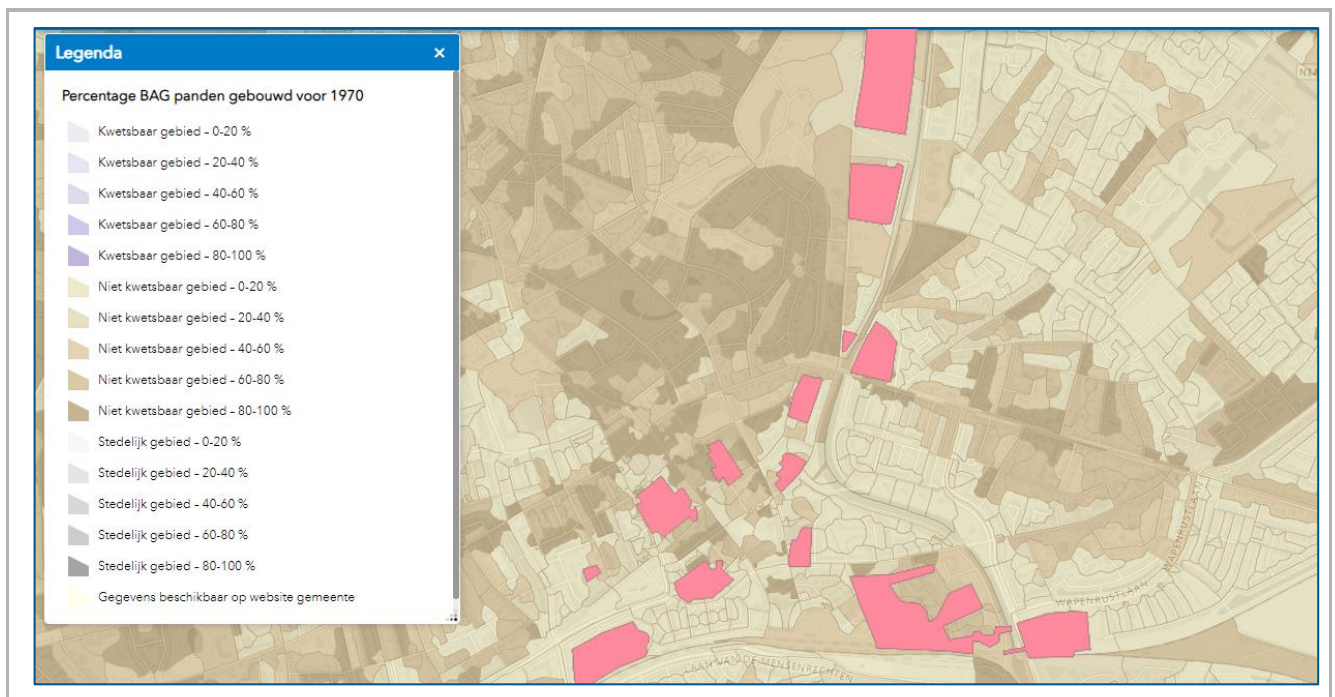 Legenda
×
Percentage BAG panden gebouwd voor 1970
Kwetsbaar gebied - 0-20 %
Kwetsbaar gebied - 20-40 %
Kwetsbaar gebied - 40-60 %
Kwetsbaar gebied - 60-80 %
Kwetsbaar gebied - 80-100 %
Niet kwetsbaar gebied - 0-20 %
Niet kwetsbaar gebied - 20-40 %
Niet kwetsbaar gebied - 40-60 %
Niet kwetsbaar gebied - 60-80 %
Niet kwetsbaar gebied - 80-100 %
Stedelijk gebied - 0-20 %
Stedelijk gebied - 20-40 %
Stedelijk gebied - 40-60 %
Stedelijk gebied - 60-80 %
Stedelijk gebied - 80-100 %
Gegevens beschikbaar op website gemeente
WAPENRUSTLAAN
WAPENRUSTLAAN
LAAN VAN DE MENSENRECHTEN